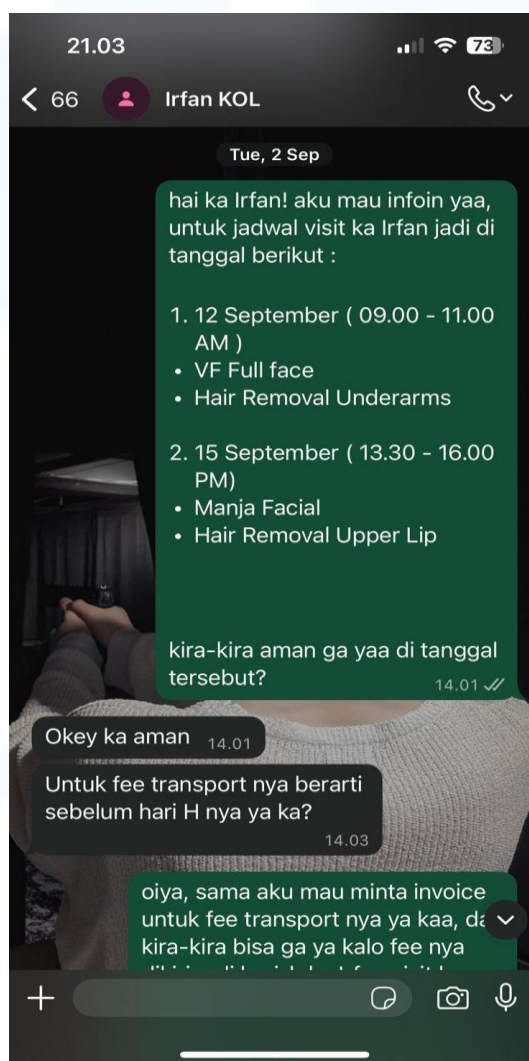 21.03
73
66
Irfan KOL
Tue, 2 Sep
hai ka Irfan! aku mau infoin yaa,
untuk jadwal visit ka Irfan jadi di
tanggal berikut :
1. 12 September ( 09.00 - 11.00
AM )
• VF Full face
• Hair Removal Underarms
2. 15 September ( 13.30 - 16.00
PM)
• Manja Facial
• Hair Removal Upper Lip
kira-kira aman ga yaa di tanggal
tersebut?
14.01
Okey ka aman
14.01
Untuk fee transport nya berarti
sebelum hari H nya ya ka?
14.03
oiya, sama aku mau minta invoice
untuk fee transport nya ya kaa,
kira-kira bisa ga ya kalo fee nya